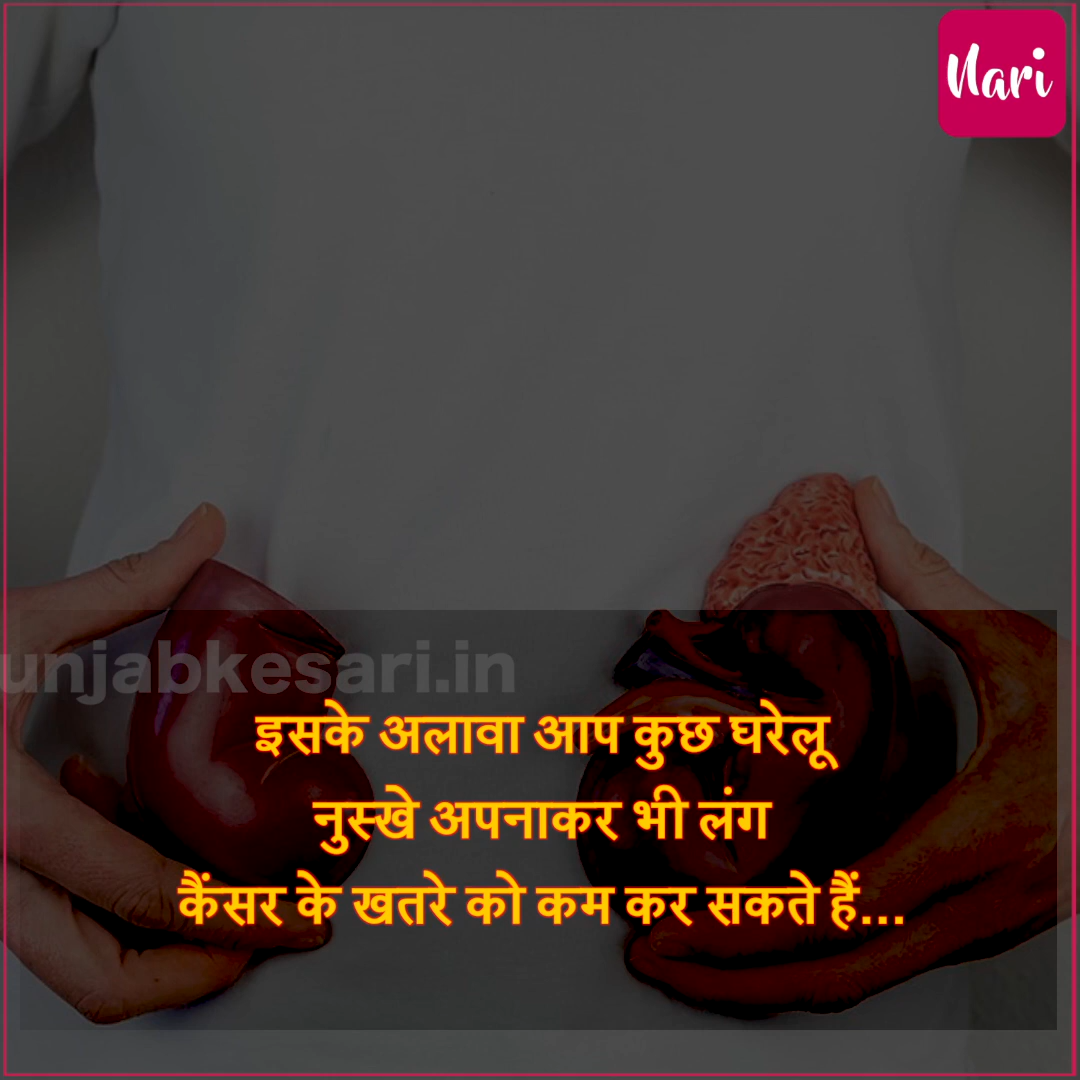 Nari
unjabkesari.in
इसके अलावा आप कुछ घरेलू
नुस्खे अपनाकर भी लंग
कैंसर के खतरे को कम कर सकते हैं...